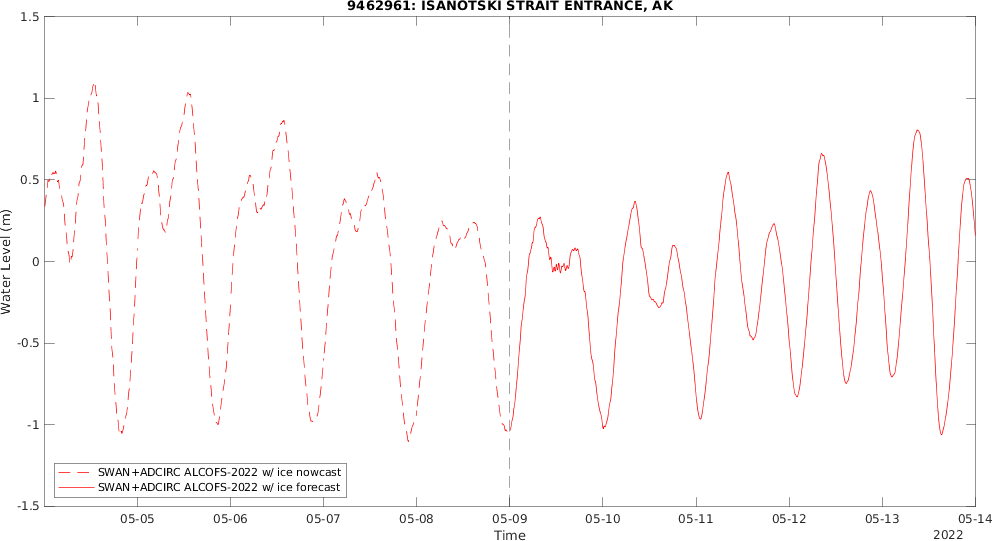 9462961: ISANOTSKI STRAIT ENTRANCE, AK
1.5
1
0.5
0
-0.5
-1
-1.5
Water Level (m)
SWAN+ADCIRC ALCOFS-2022 w/ ice nowcast
SWAN+ADCIRC ALCOFS-2022 w/ ice forecast
05-05 05-06 05-07 05-08 05-09 05-10 05-11 05-12 05-13 05-14
Time
2022